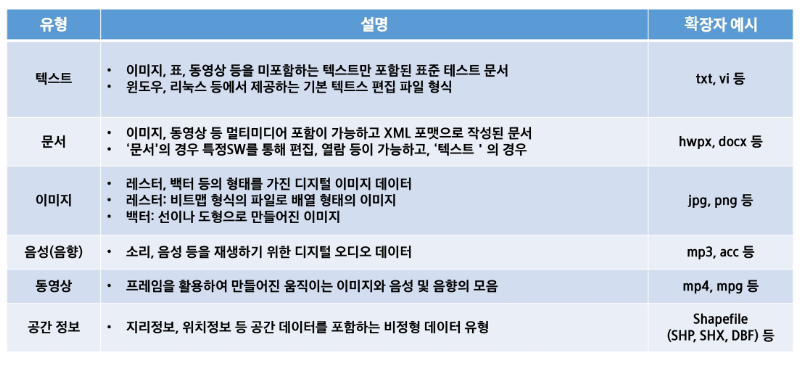 유형 설명 확장자 예시
텍스트
• 이미지, 표, 동영상 등을 미포함하는 텍스트만 포함된 표준 테스트 문서
• 윈도우, 리눅스 등에서 제공하는 기본 텍트스 편집 파일 형식
txt, vi 등
문서
• 이미지, 동영상 등 멀티미디어 포함이 가능하고 XML 포맷으로 작성된 문서
• ‘문서’의 경우 특정SW를 통해 편집, 열람 등이 가능하고, ‘텍스트 ‘ 의 경우
hwpx, docx 등
이미지
• 레스터, 백터 등의 형태를 가진 디지털 이미지 데이터
• 레스터: 비트맵 형식의 파일로 배열 형태의 이미지
• 백터: 선이나 도형으로 만들어진 이미지
jpg, png 등
음성(음향)
• 소리, 음성 등을 재생하기 위한 디지털 오디오 데이터
mp3, acc 등
동영상
• 프레임을 활용하여 만들어진 움직이는 이미지와 음성 및 음향의 모음
mp4, mpg 등
공간 정보
• 지리정보, 위치정보 등 공간 데이터를 포함하는 비정형 데이터 유형
Shapefile
(SHP, SHX, DBF) 등